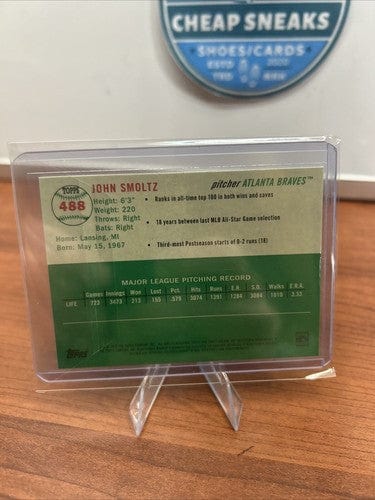 CHEAP SNEAKS
SHOES/CARDS
ESTD 2020
TOPPS
488
JOHN SMOLTZ
pitcher ATLANTA BRAVES™
Height: 6'3"
Weight: 220
Throws: Right
Bats: Right
Home: Lansing, MI
Born: May 15, 1967
• Ranks in all-time top 100 in both wins and saves
• 18 years between last MLB All-Star Game selection
• Third-most Postseason starts of 0-2 runs (18)
MAJOR LEAGUE PITCHING RECORD
Games Innings Won Lost Pct. Hits Runs E.R. S.O. Walks E.R.A.
LIFE 723 3473 213 155 .579 3074 1391 1284 3084 1010 3.33
Topps